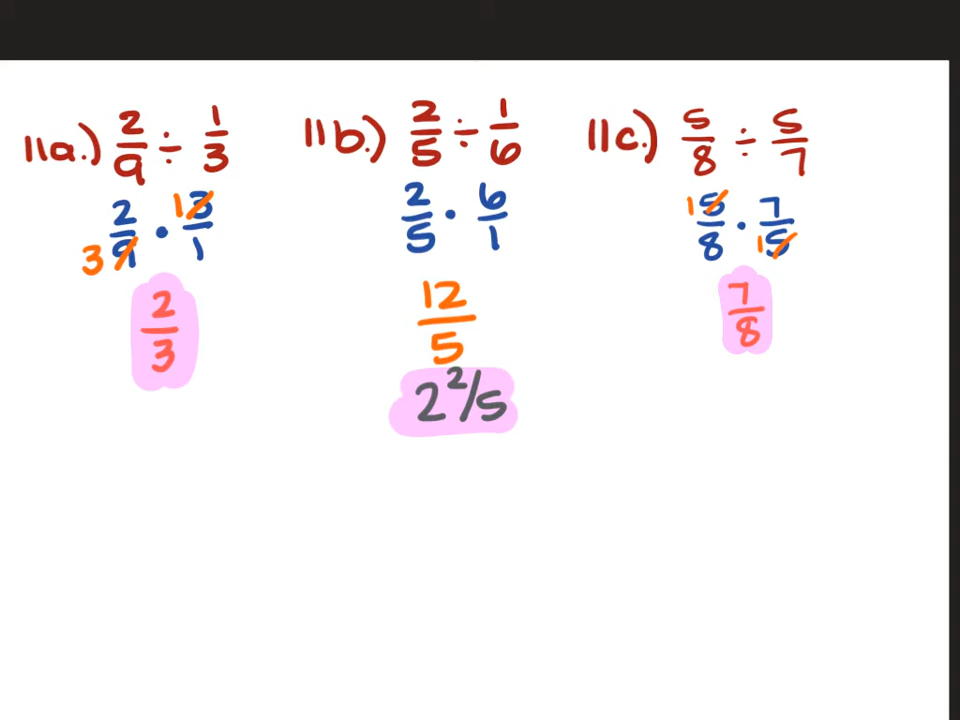 11a.) 2/9 ÷ 1/3
2/9 · 3/1
3 1
2/3
11b.) 2/5 ÷ 1/6
2/5 · 6/1
12/5
2 2/5
11c.) 5/8 ÷ 5/7
1 5/8 · 7/5 1
7/8